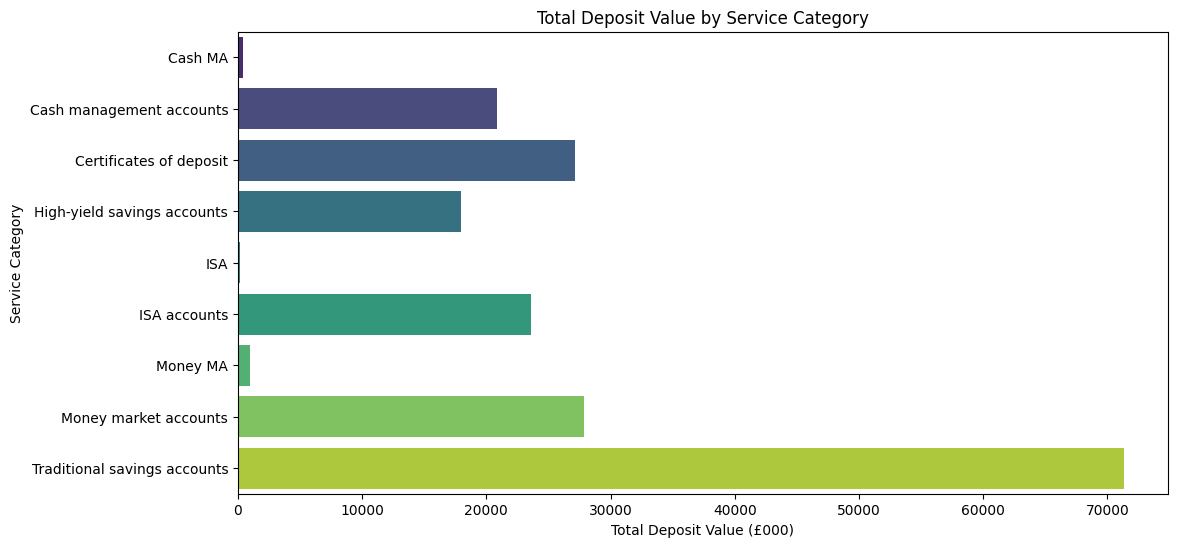 Total Deposit Value by Service Category
Service Category
Cash MA
Cash management accounts
Certificates of deposit
High-yield savings accounts
ISA
ISA accounts
Money MA
Money market accounts
Traditional savings accounts
0 10000 20000 30000 40000 50000 60000 70000
Total Deposit Value (£000)